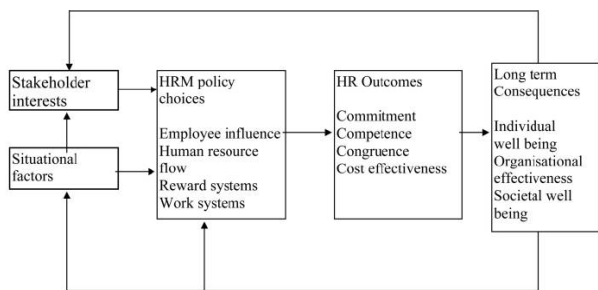 Stakeholder
interests
Situational
factors
HRM policy
choices
Employee influence
Human resource
flow
Reward systems
Work systems
HR Outcomes
Commitment
Competence
Congruence
Cost effectiveness
Long term
Consequences
Individual
well being
Organisational
effectiveness
Societal well
being